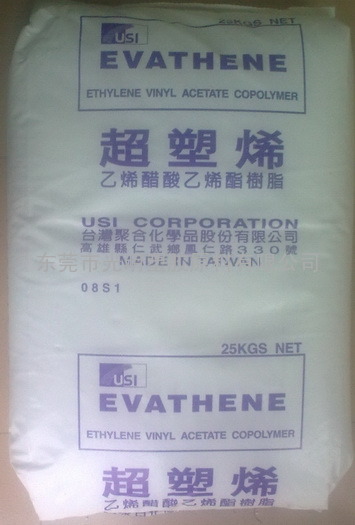 25KGS NET
USI
EVATHENE
ETHYLENE VINYL ACETATE COPOLYMER
超塑烯
乙烯醋酸乙烯酯樹脂
USI CORPORATION
台灣聚合化學品股份有限公司
高雄縣仁武鄉鳳仁路330號
MADE IN TAIWAN
08S1
25KGS NET
USI
EVATHENE
ETHYLENE VINYL ACETATE COPOLYMER
超塑烯
乙烯醋酸乙烯酯樹脂